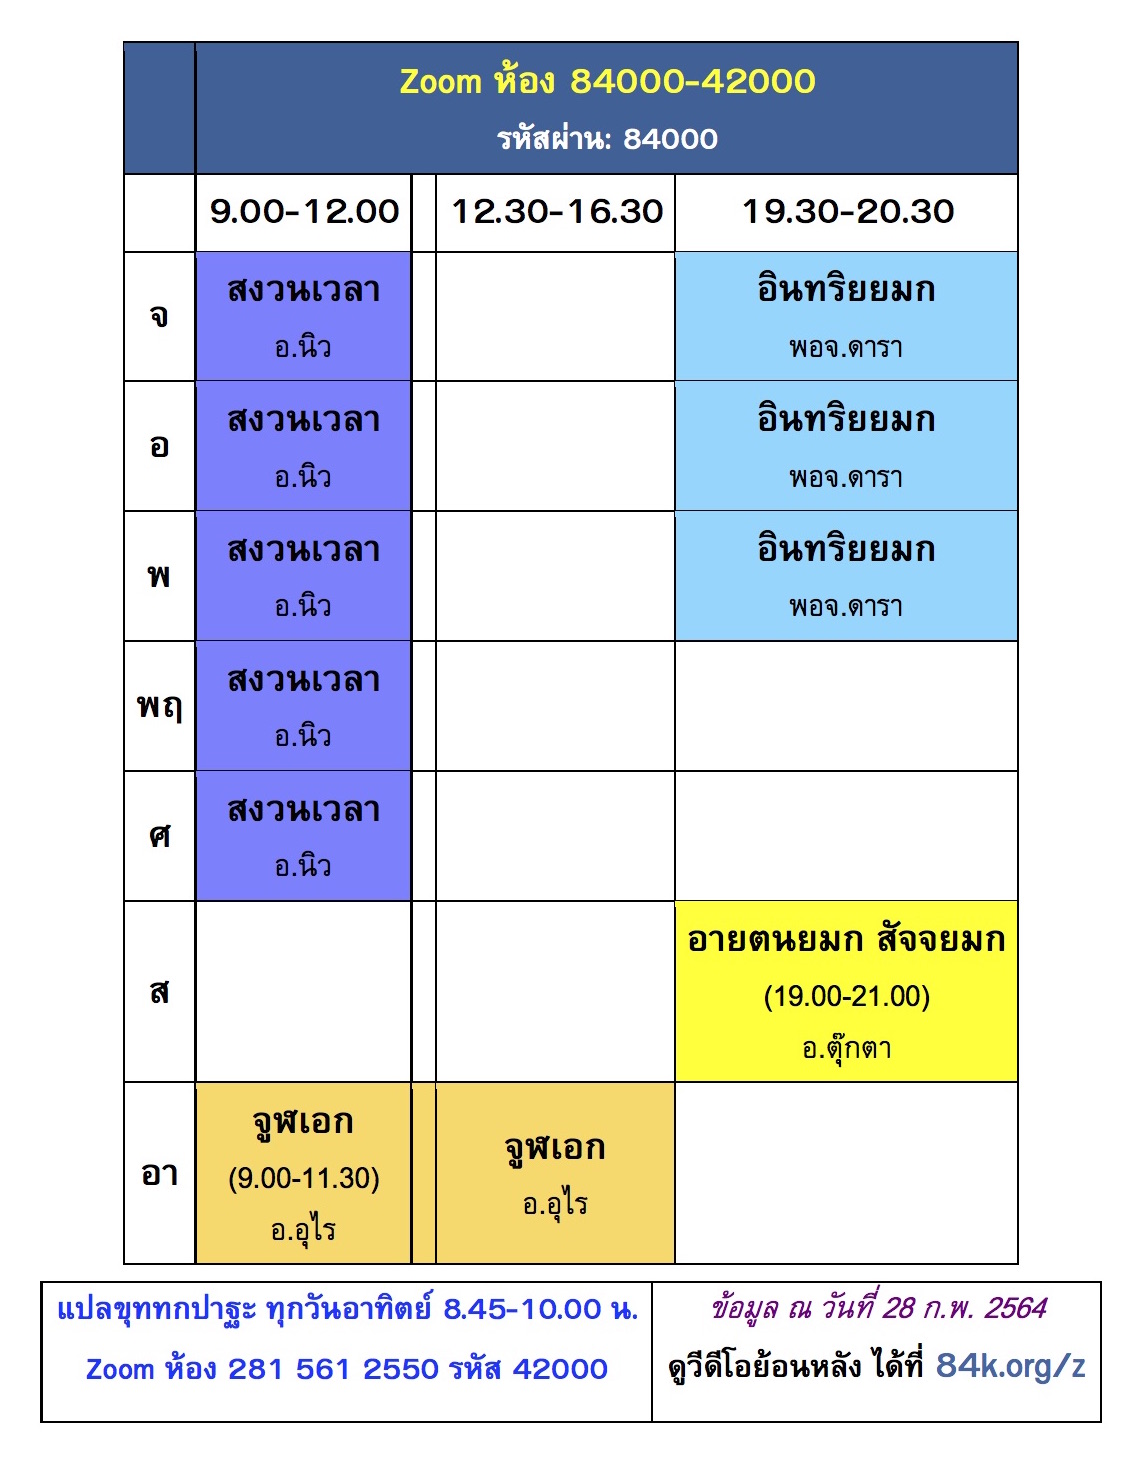 Zoom ห้อง 84000-42000
รหัสผ่าน: 84000
9.00-12.00 12.30-16.30 19.30-20.30
จ
สงวนเวลา
อ.นิว
อินทริยยมก
พอจ.ดารา
อ
สงวนเวลา
อ.นิว
อินทริยยมก
พอจ.ดารา
พ
สงวนเวลา
อ.นิว
อินทริยยมก
พอจ.ดารา
พฤ
สงวนเวลา
อ.นิว
ศ
สงวนเวลา
อ.นิว
ส
อายตนยมก สัจจยมก
(19.00-21.00)
อ.ตุ๊กตา
อา
จูฬเอก
(9.00-11.30)
อ.อุไร
จูฬเอก
อ.อุไร
แปลขุททกปาฐะ ทุกวันอาทิตย์ 8.45-10.00 น.
Zoom ห้อง 281 561 2550 รหัส 42000
ข้อมูล ณ วันที่ 28 ก.พ. 2564
ดูวีดีโอย้อนหลัง ได้ที่ 84k.org/z